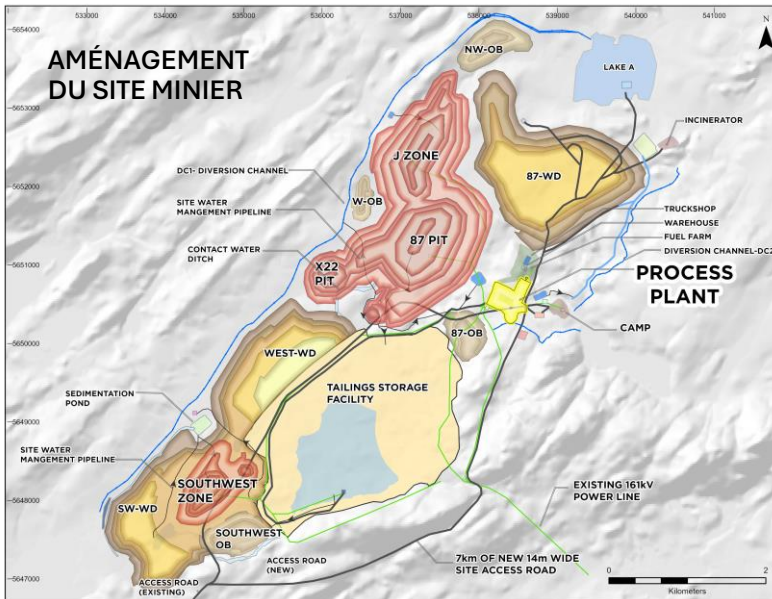 533000
534000
535000
536000
537000
538000
539000
540000
541000
N
5654000
5653000
5652000
5651000
5650000
5649000
5648000
5647000
AMÉNAGEMENT
DU SITE MINIER
NW-OB
LAKE A
INCINERATOR
J ZONE
87-WD
DC1- DIVERSION CHANNEL
W-OB
SITE WATER
MANGEMENT PIPELINE
87 PIT
TRUCKSHOP
WAREHOUSE
FUEL FARM
DIVERSION CHANNEL-DC2
CONTACT WATER
DITCH
X22
PIT
PROCESS
PLANT
CAMP
87-OB
WEST-WD
TAILINGS STORAGE
FACILITY
SEDIMENTATION
POND
SITE WATER
MANGEMENT PIPELINE
SOUTHWEST
ZONE
SW-WD
SOUTHWEST
OB
EXISTING 161kV
POWER LINE
ACCESS ROAD
(NEW)
7km OF NEW 14m WIDE
SITE ACCESS ROAD
ACCESS ROAD
(EXISTING)
0
2
Kilometers